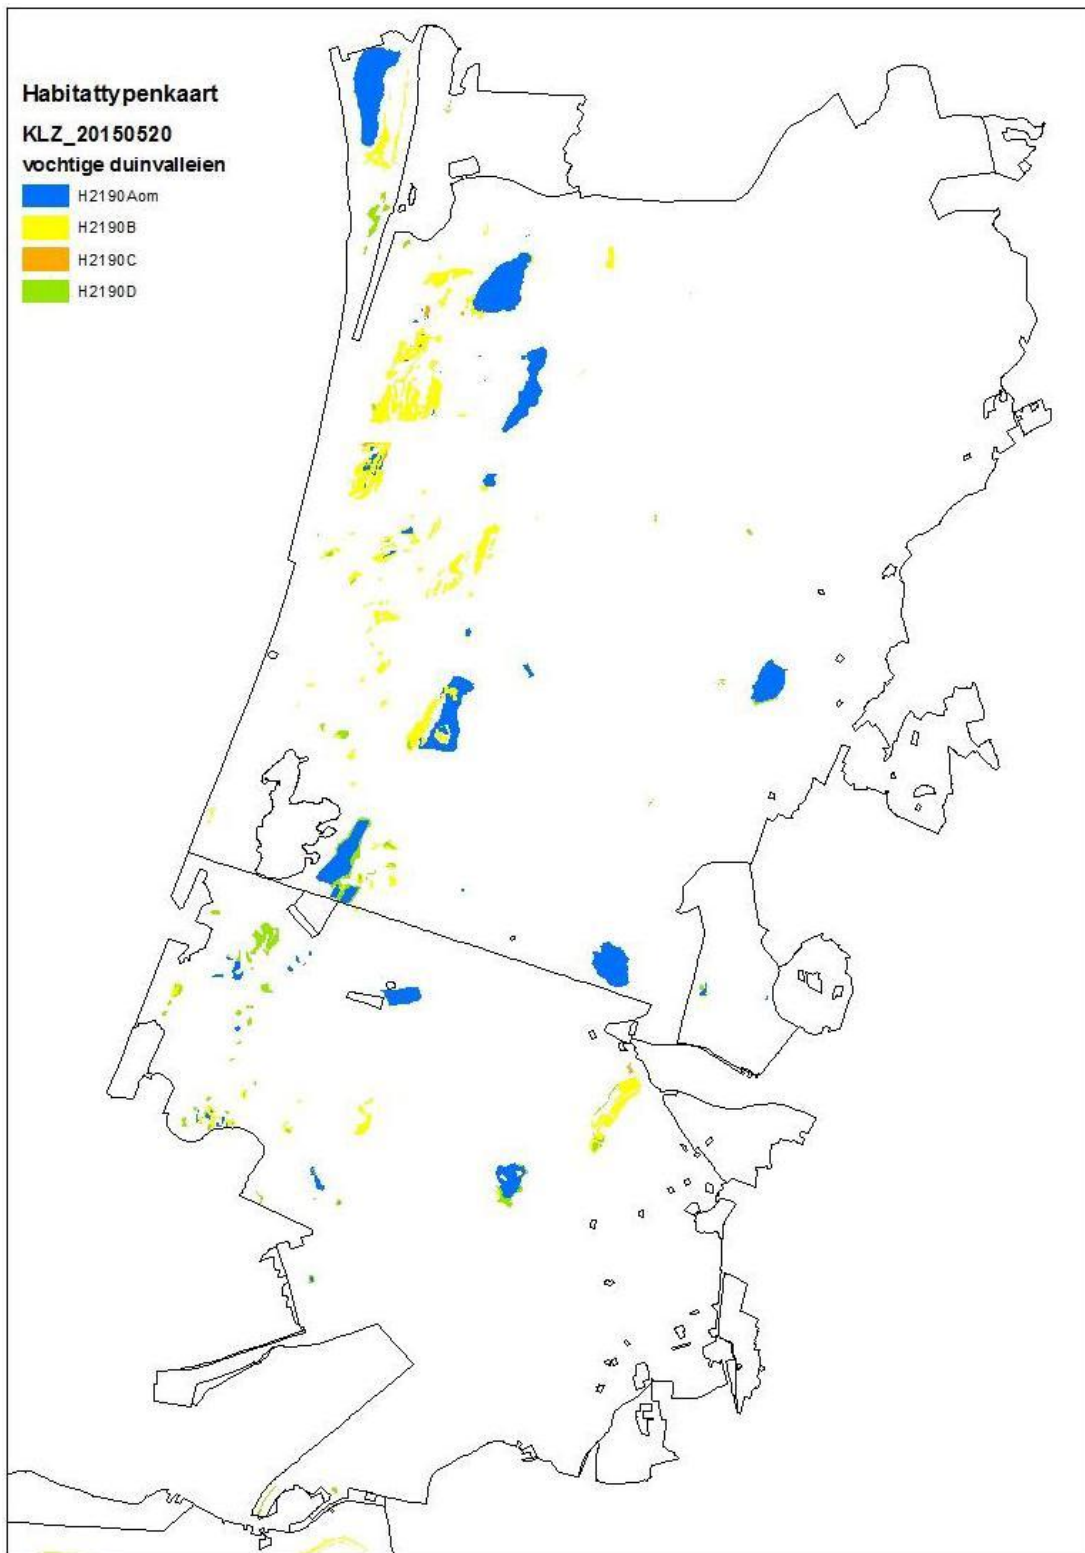 Habitattypenkaart
KLZ_20150520
vochtige duinvalleien
H2190Aom
H2190B
H2190C
H2190D